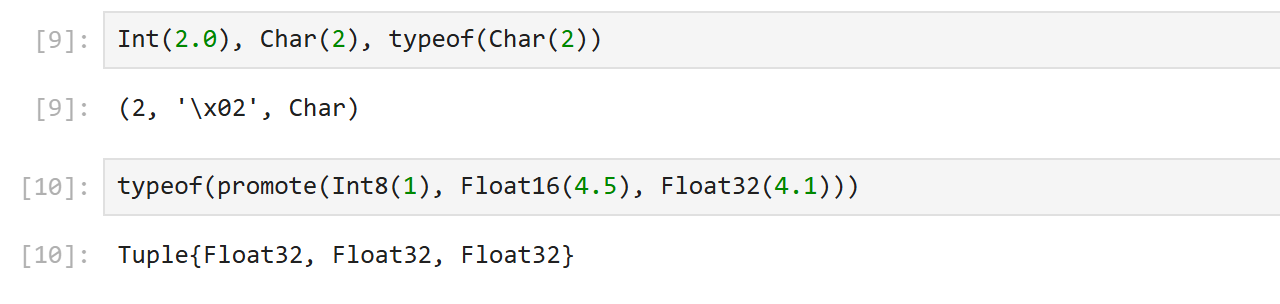 [9]: Int(2.0), Char(2), typeof(Char(2))
[9]: (2, '\x02', Char)
[10]: typeof(promote(Int8(1), Float16(4.5), Float32(4.1)))
[10]: Tuple{Float32, Float32, Float32}